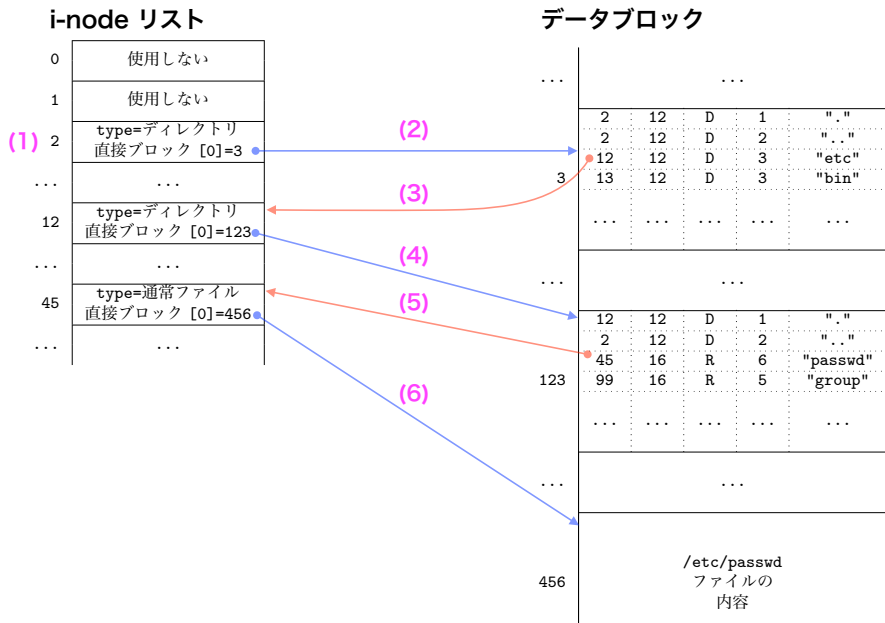 i-node リスト
0 使用しない
1 使用しない
(1) 2 type=ディレクトリ
直接ブロック [0]=3
... ...
12 type=ディレクトリ
直接ブロック [0]=123
... ...
45 type=通常ファイル
直接ブロック [0]=456
... ...
(2)
(3)
(4)
(5)
(6)
データブロック
... ...
2 12 D 1 "."
2 12 D 2 ".."
12 12 D 3 "etc"
3 13 12 D 3 "bin"
... ... ... ... ...
... ...
12 12 D 1 "."
2 12 D 2 ".."
45 16 R 6 "passwd"
123 99 16 R 5 "group"
... ... ... ... ...
... ...
/etc/passwd
456 ファイルの
内容